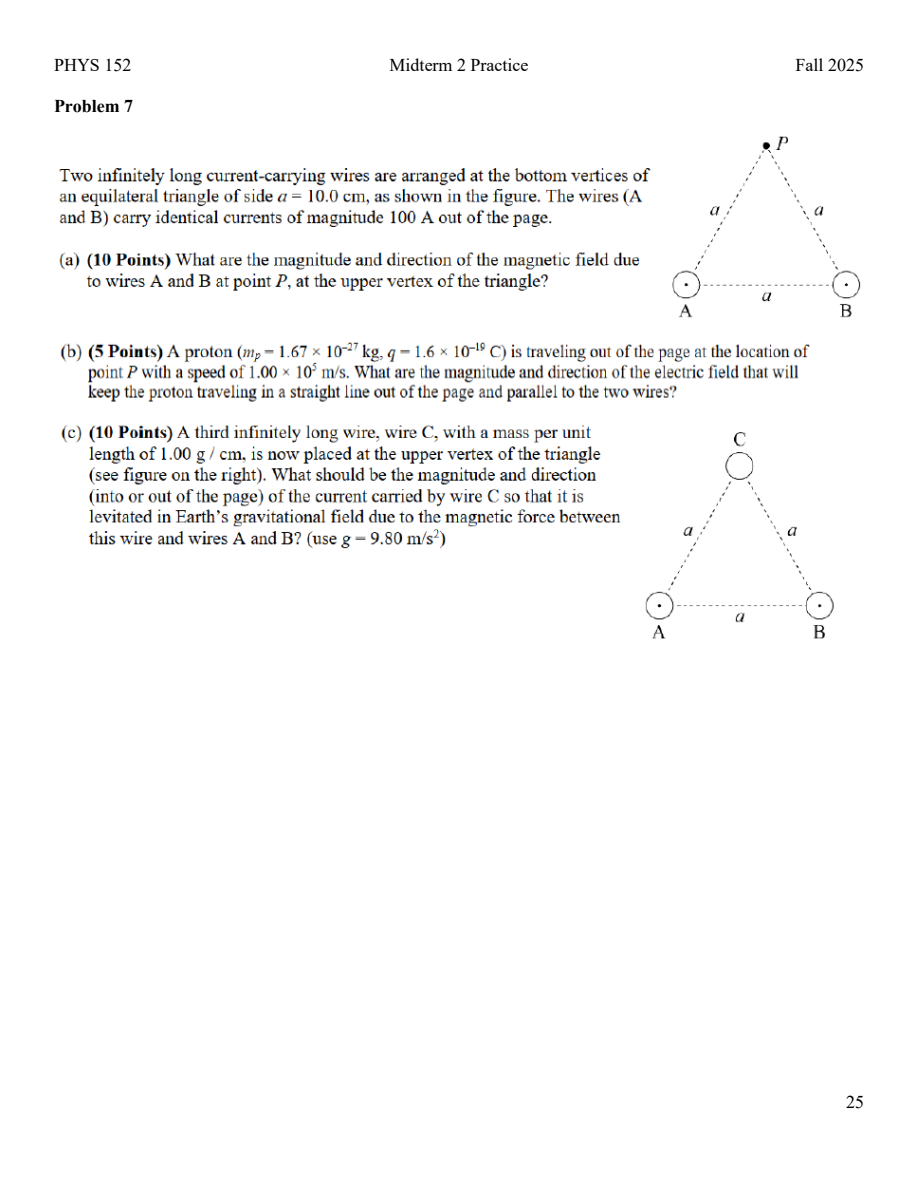 PHYS 152 Midterm 2 Practice Fall 2025
Problem 7
P
Two infinitely long current-carrying wires are arranged at the bottom vertices of
an equilateral triangle of side a = 10.0 cm, as shown in the figure. The wires (A
and B) carry identical currents of magnitude 100 A out of the page.
a a
(a) (10 Points) What are the magnitude and direction of the magnetic field due
to wires A and B at point P, at the upper vertex of the triangle?
a
A B
(b) (5 Points) A proton (mₚ = 1.67 × 10⁻²⁷ kg, q = 1.6 × 10⁻¹⁹ C) is traveling out of the page at the location of
point P with a speed of 1.00 × 10⁵ m/s. What are the magnitude and direction of the electric field that will
keep the proton traveling in a straight line out of the page and parallel to the two wires?
(c) (10 Points) A third infinitely long wire, wire C, with a mass per unit
length of 1.00 g / cm, is now placed at the upper vertex of the triangle
(see figure on the right). What should be the magnitude and direction
(into or out of the page) of the current carried by wire C so that it is
levitated in Earth's gravitational field due to the magnetic force between
this wire and wires A and B? (use g = 9.80 m/s²)
C
a a
a
A B
25